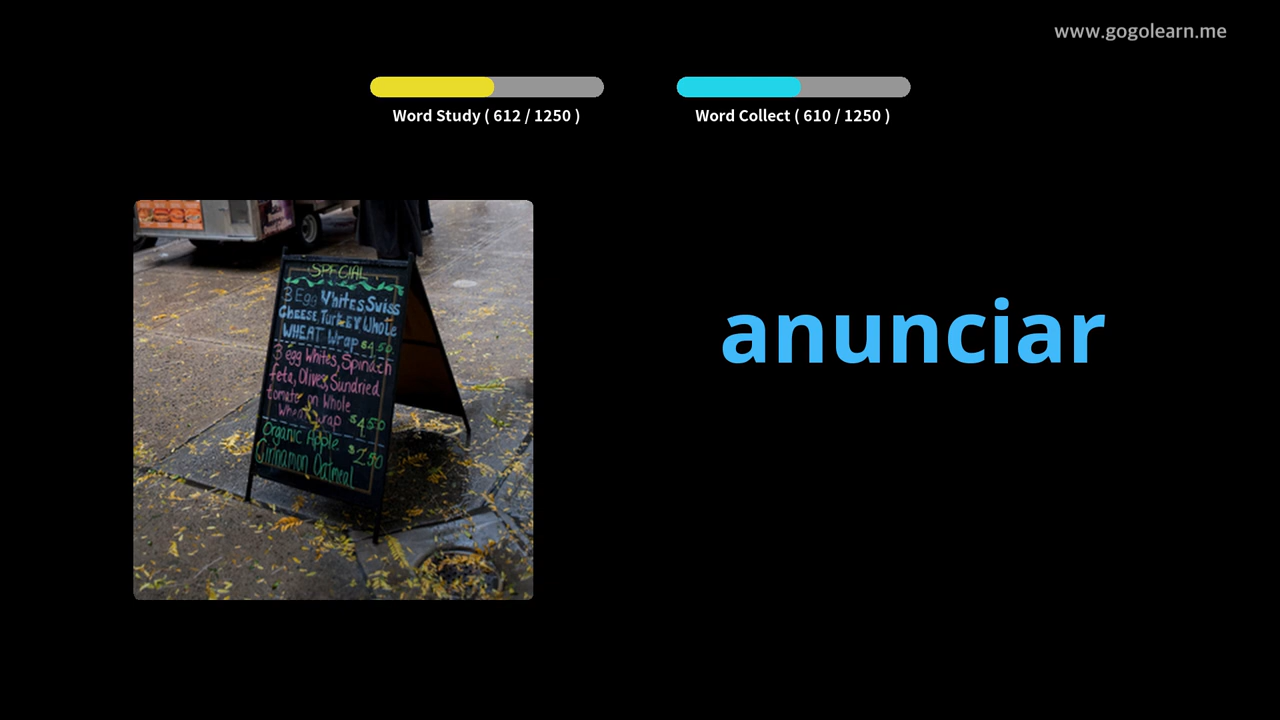 www.gogolearn.me
Word Study ( 612 / 1250 )
Word Collect ( 610 / 1250 )
anunciar
SPECIAL
3 Egg Whites, Swiss
Cheese, Turkey Whole
WHEAT Wrap $4.50
3 egg Whites, Spinach
feta, Olives, Sundried
tomato on Whole
Wheat wrap $4.50
Organic Apple $2.50
Cinnamon Oatmeal